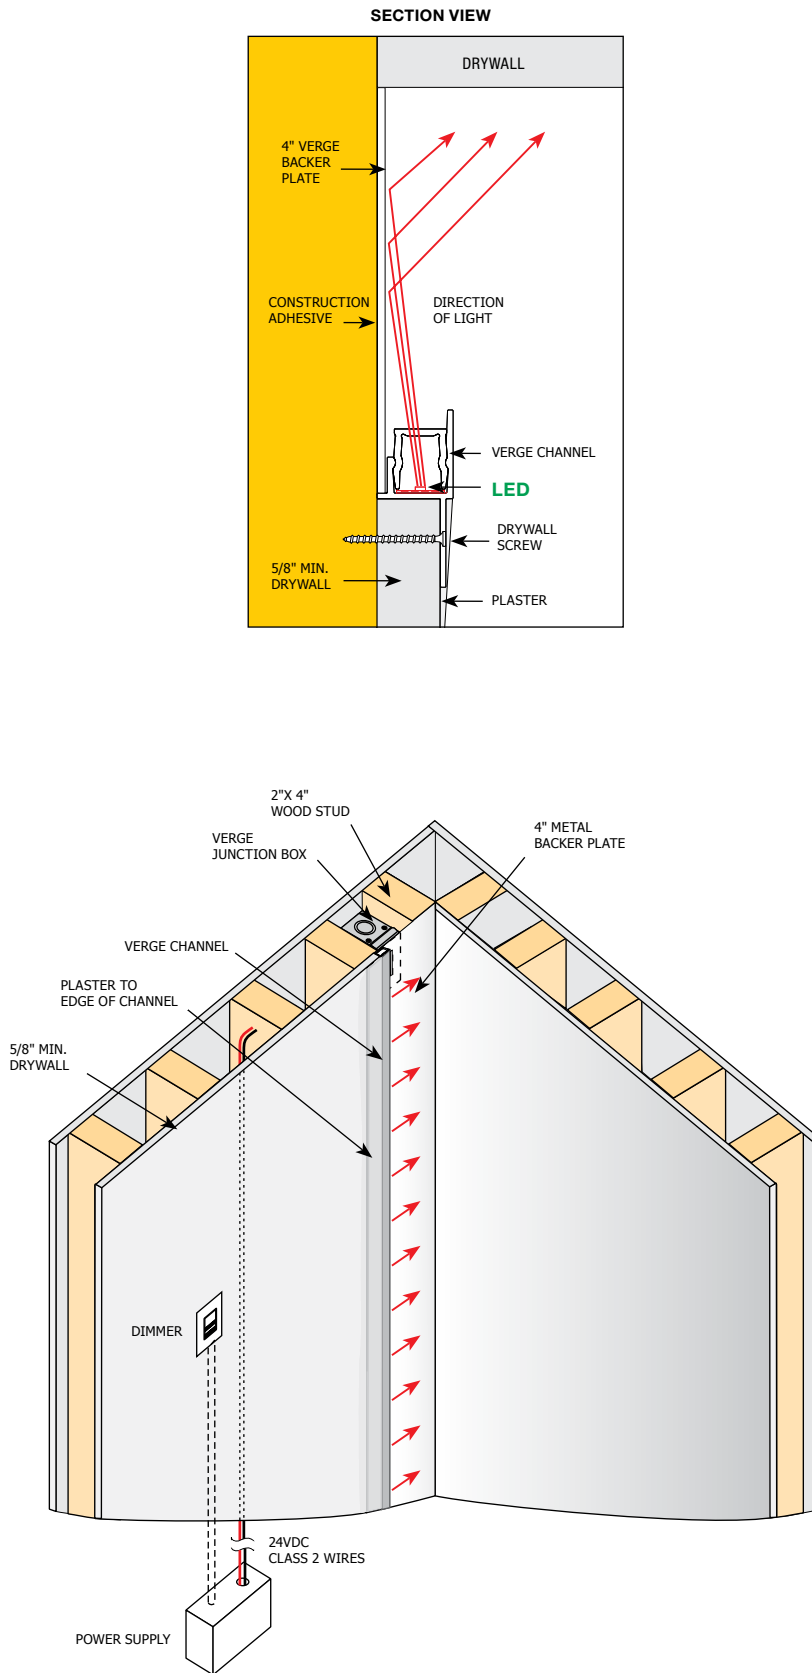 SECTION VIEW
DRYWALL
4" VERGE
BACKER
PLATE
CONSTRUCTION
ADHESIVE
DIRECTION
OF LIGHT
VERGE CHANNEL
LED
DRYWALL
SCREW
5/8" MIN.
DRYWALL
PLASTER
2"X 4"
WOOD STUD
VERGE
JUNCTION BOX
4" METAL
BACKER PLATE
VERGE CHANNEL
PLASTER TO
EDGE OF CHANNEL
5/8" MIN.
DRYWALL
DIMMER
24VDC
CLASS 2 WIRES
POWER SUPPLY